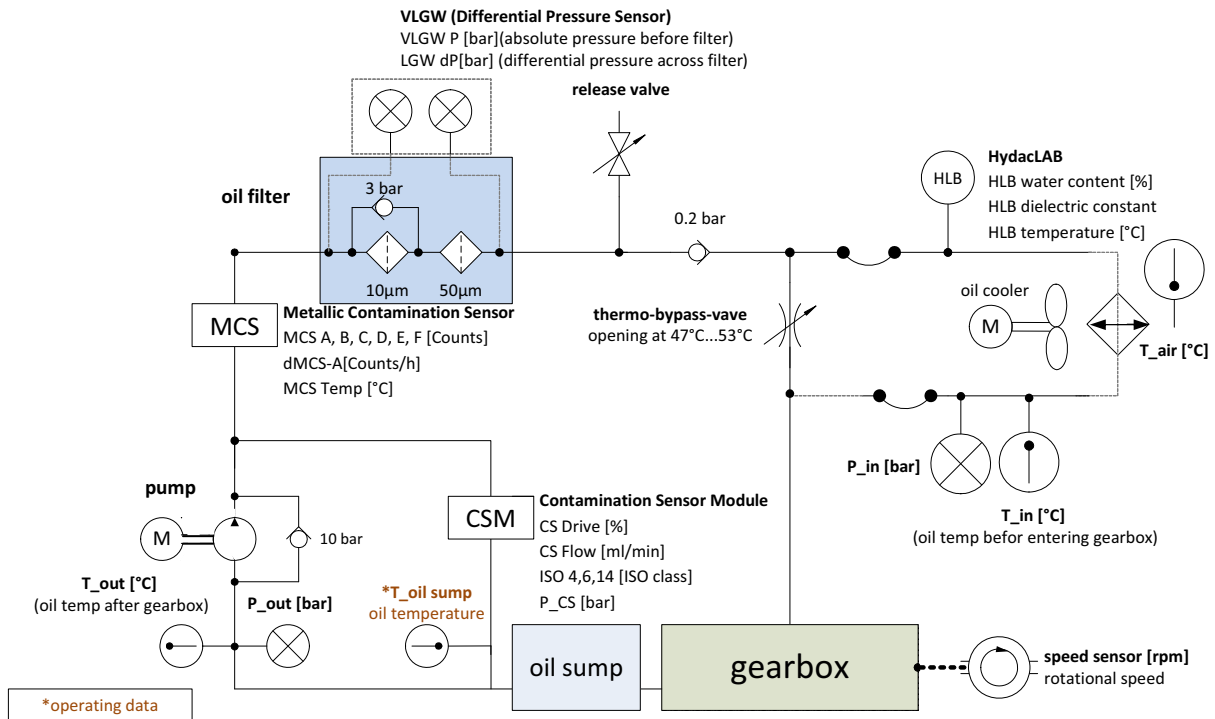 VLGW (Differential Pressure Sensor)
VLGW P [bar](absolute pressure before filter)
LGW dP[bar] (differential pressure across filter)
release valve
oil filter
3 bar
10µm
50µm
0.2 bar
HLB
HydacLAB
HLB water content [%]
HLB dielectric constant
HLB temperature [°C]
MCS
Metallic Contamination Sensor
MCS A, B, C, D, E, F [Counts]
dMCS-A[Counts/h]
MCS Temp [°C]
thermo-bypass-vave
opening at 47°C...53°C
oil cooler
M
T_air [°C]
P_in [bar]
T_in [°C]
(oil temp befor entering gearbox)
pump
M
10 bar
CSM
Contamination Sensor Module
CS Drive [%]
CS Flow [ml/min]
ISO 4,6,14 [ISO class]
P_CS [bar]
T_out [°C]
(oil temp after gearbox)
P_out [bar]
*T_oil sump
oil temperature
oil sump
gearbox
speed sensor [rpm]
rotational speed
*operating data